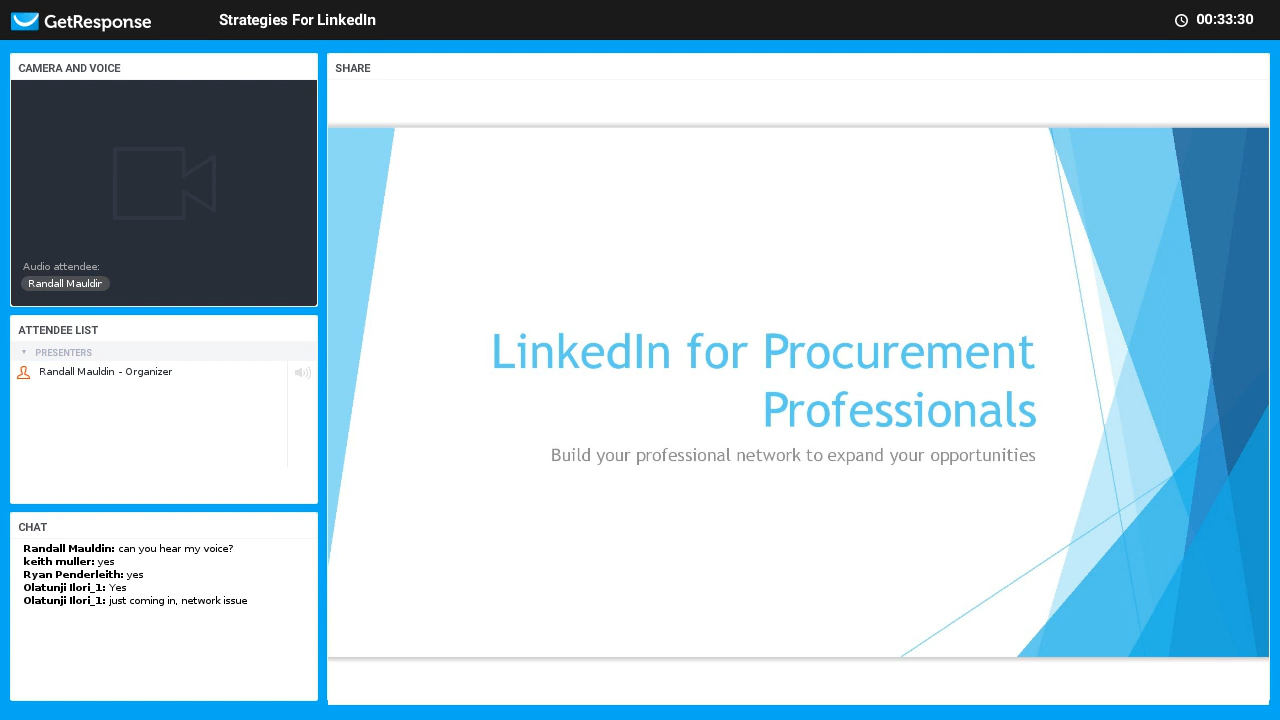 GetResponse
Strategies For LinkedIn
00:33:30
CAMERA AND VOICE
Audio attendee:
Randall Mauldin
ATTENDEE LIST
PRESENTERS
Randall Mauldin - Organizer
CHAT
Randall Mauldin: can you hear my voice?
keith muller: yes
Ryan Penderleith: yes
Olatunji Ilori_1: Yes
Olatunji Ilori_1: just coming in, network issue
SHARE
LinkedIn for Procurement
Professionals
Build your professional network to expand your opportunities